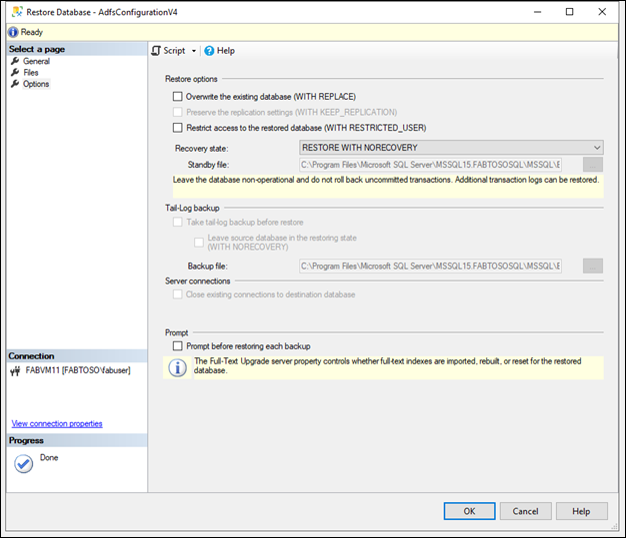 Restore Database - AdfsConfigurationV4
Ready
Select a page
General
Files
Options
Script
Help
Restore options
Overwrite the existing database (WITH REPLACE)
Preserve the replication settings (WITH KEEP_REPLICATION)
Restrict access to the restored database (WITH RESTRICTED_USER)
Recovery state:
RESTORE WITH NORECOVERY
Standby file:
C:\Program Files\Microsoft SQL Server\MSSQL15.FABTOSOSQL\MSSQL\E
...
Leave the database non-operational and do not roll back uncommitted transactions. Additional transaction logs can be restored.
Tail-Log backup
Take tail-log backup before restore
Leave source database in the restoring state
(WITH NORECOVERY)
Backup file:
C:\Program Files\Microsoft SQL Server\MSSQL15.FABTOSOSQL\MSSQL\E
...
Server connections
Close existing connections to destination database
Prompt
Prompt before restoring each backup
The Full-Text Upgrade server property controls whether full-text indexes are imported, rebuilt, or reset for the restored
database.
Connection
FABVM11 [FABTOSO\fabuser]
View connection properties
Progress
Done
OK
Cancel
Help